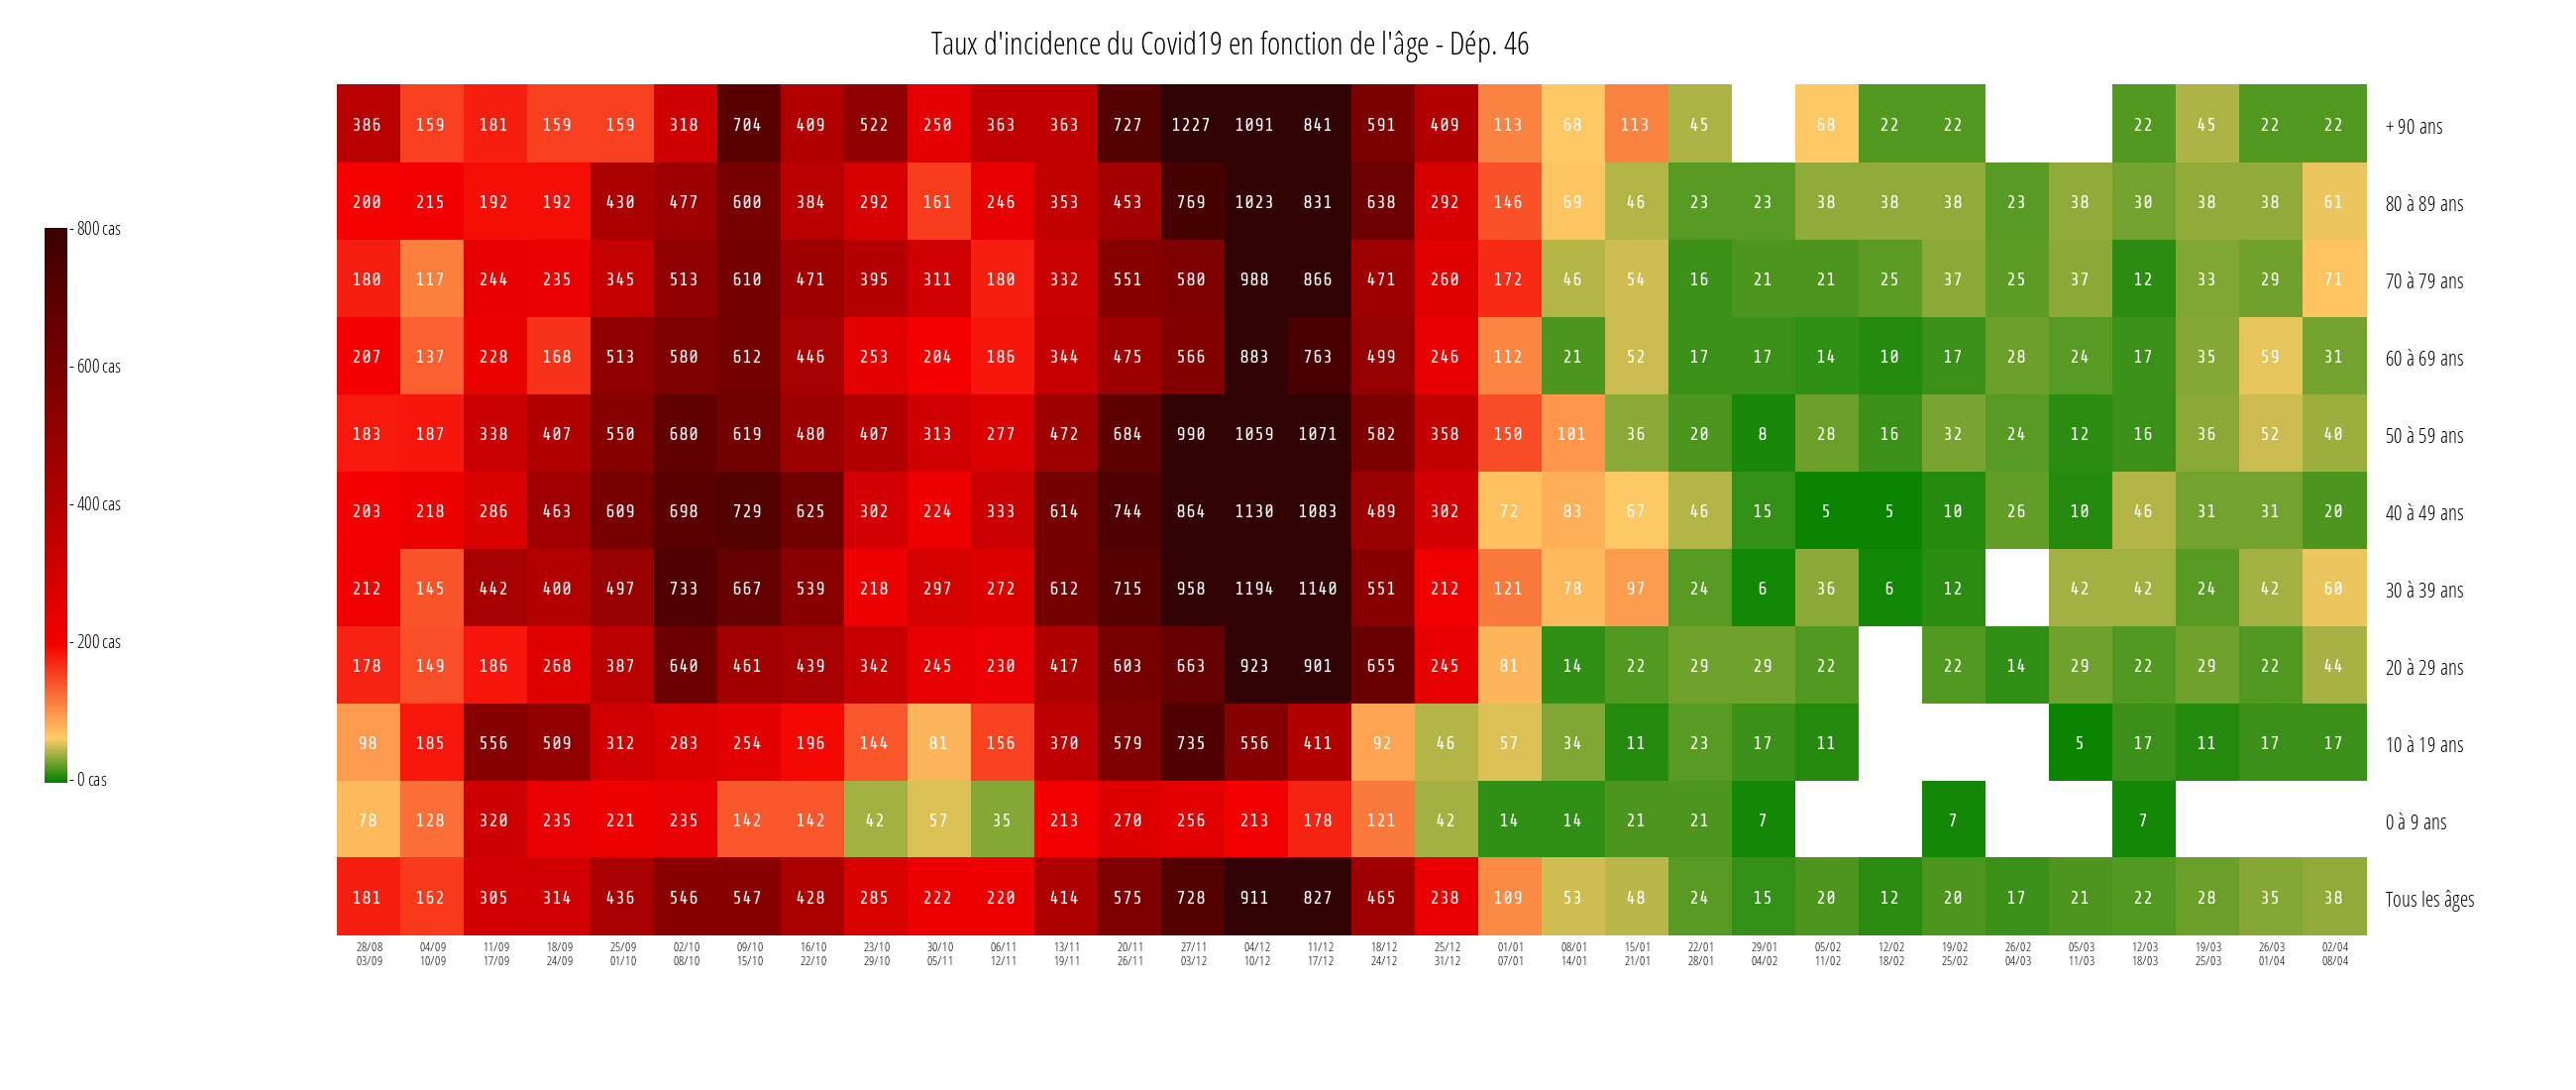 Taux d'incidence du Covid19 en fonction de l'âge - Dép. 46
- 800 cas
- 600 cas
- 400 cas
- 200 cas
- 0 cas
386 159 181 159 159 318 704 409 522 250 363 363 727 1227 1091 841 591 409 113 68 113 45 68 22 22 22 45 22 22 + 90 ans
200 215 192 192 430 477 600 384 292 161 246 353 453 769 1023 831 638 292 146 69 46 23 23 38 38 38 23 38 30 38 38 61 80 à 89 ans
180 117 244 235 345 513 610 471 395 311 180 332 551 580 988 866 471 260 172 46 54 16 21 21 25 37 25 37 12 33 29 71 70 à 79 ans
207 137 228 168 513 580 612 446 253 204 186 344 475 566 883 763 499 246 112 21 52 17 17 14 10 17 28 24 17 35 59 31 60 à 69 ans
183 187 338 407 550 680 619 480 407 313 277 472 684 990 1059 1071 582 358 150 101 36 20 8 28 16 32 24 12 16 36 52 40 50 à 59 ans
203 218 286 463 609 698 729 625 302 224 333 614 744 864 1130 1083 489 302 72 83 67 46 15 5 5 10 26 10 46 31 31 20 40 à 49 ans
212 145 442 400 497 733 667 539 218 297 272 612 715 958 1194 1140 551 212 121 78 97 24 6 36 6 12 42 42 24 42 60 30 à 39 ans
178 149 186 268 387 640 461 439 342 245 230 417 603 663 923 901 655 245 81 14 22 29 29 22 22 14 29 22 29 22 44 20 à 29 ans
98 185 556 509 312 283 254 196 144 81 156 370 579 735 556 411 92 46 57 34 11 23 17 11 5 17 11 17 17 10 à 19 ans
78 128 320 235 221 235 142 142 42 57 35 213 270 256 213 178 121 42 14 14 21 21 7 7 7 0 à 9 ans
181 162 305 314 436 546 547 428 285 222 220 414 575 728 911 827 465 238 109 53 48 24 15 20 12 20 17 21 22 28 35 38 Tous les âges
28/08 04/09 11/09 18/09 25/09 02/10 09/10 16/10 23/10 30/10 06/11 13/11 20/11 27/11 04/12 11/12 18/12 25/12 01/01 08/01 15/01 22/01 29/01 05/02 12/02 19/02 26/02 05/03 12/03 19/03 26/03 02/04
03/09 10/09 17/09 24/09 01/10 08/10 15/10 22/10 29/10 05/11 12/11 19/11 26/11 03/12 10/12 17/12 24/12 31/12 07/01 14/01 21/01 28/01 04/02 11/02 18/02 25/02 04/03 11/03 18/03 25/03 01/04 08/04